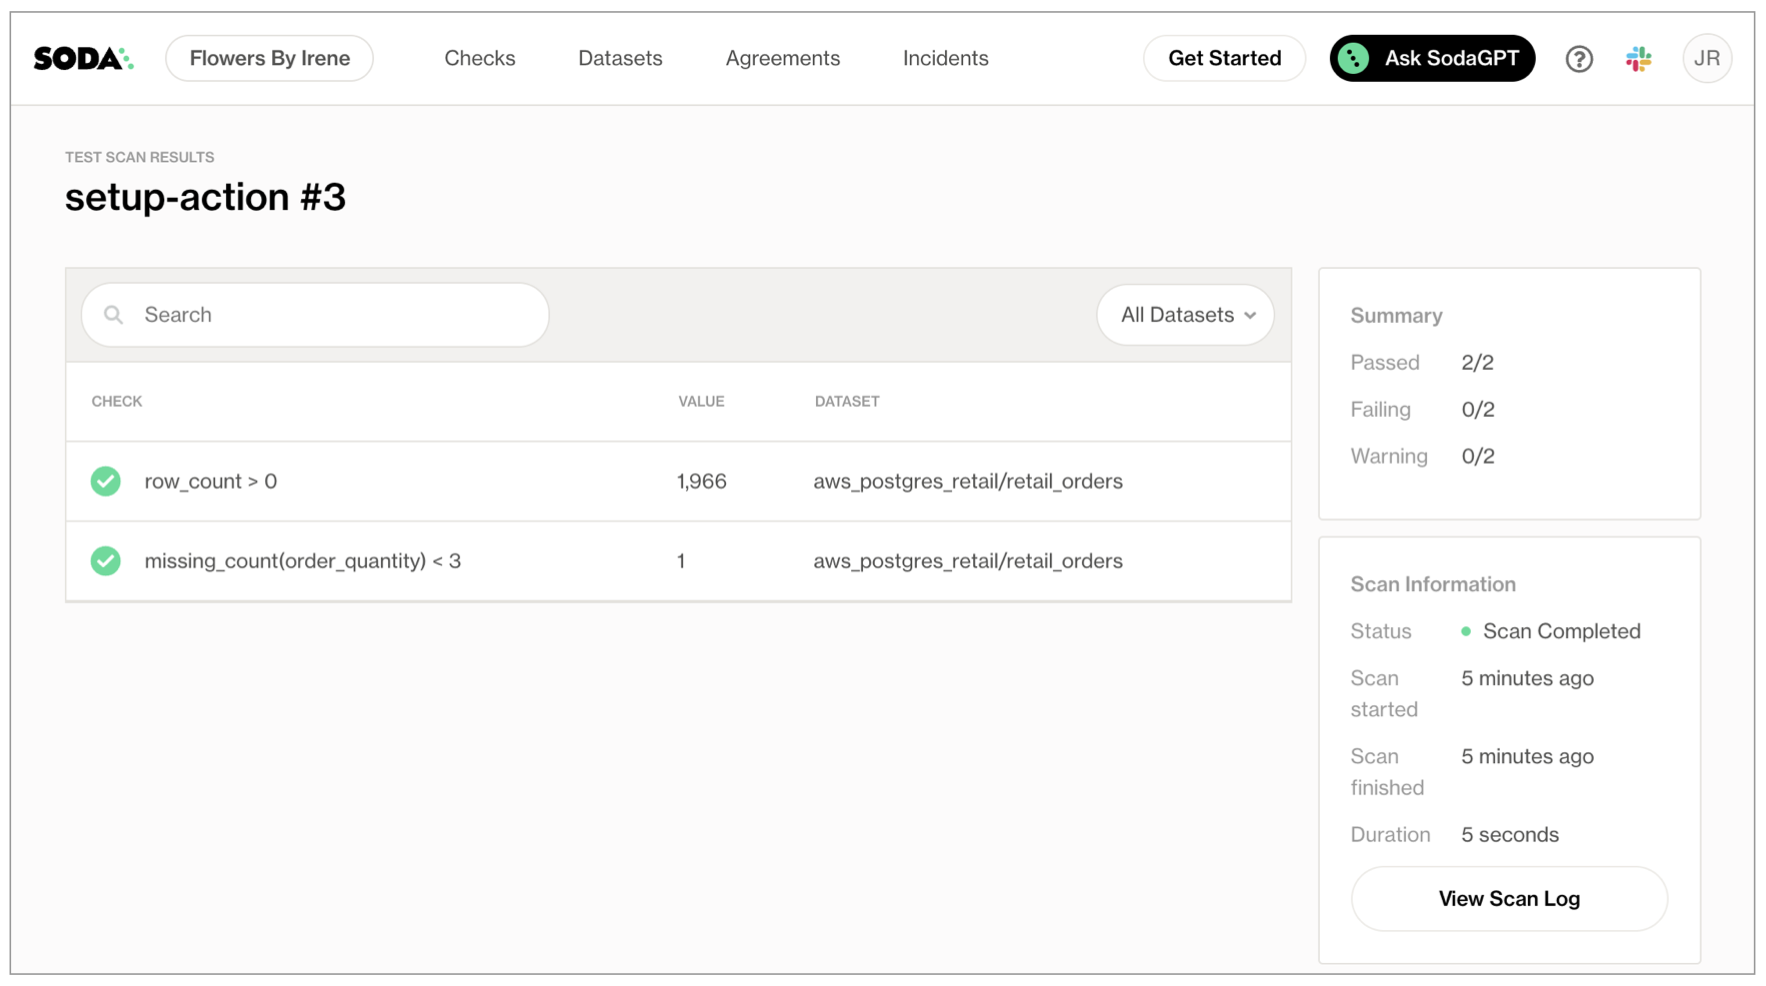 SODA Flowers By Irene Checks Datasets Agreements Incidents Get Started Ask SodaGPT ? JR
TEST SCAN RESULTS
setup-action #3
Search All Datasets
CHECK VALUE DATASET
row_count > 0 1,966 aws_postgres_retail/retail_orders
missing_count(order_quantity) < 3 1 aws_postgres_retail/retail_orders
Summary
Passed 2/2
Failing 0/2
Warning 0/2
Scan Information
Status Scan Completed
Scan started 5 minutes ago
Scan finished 5 minutes ago
Duration 5 seconds
View Scan Log